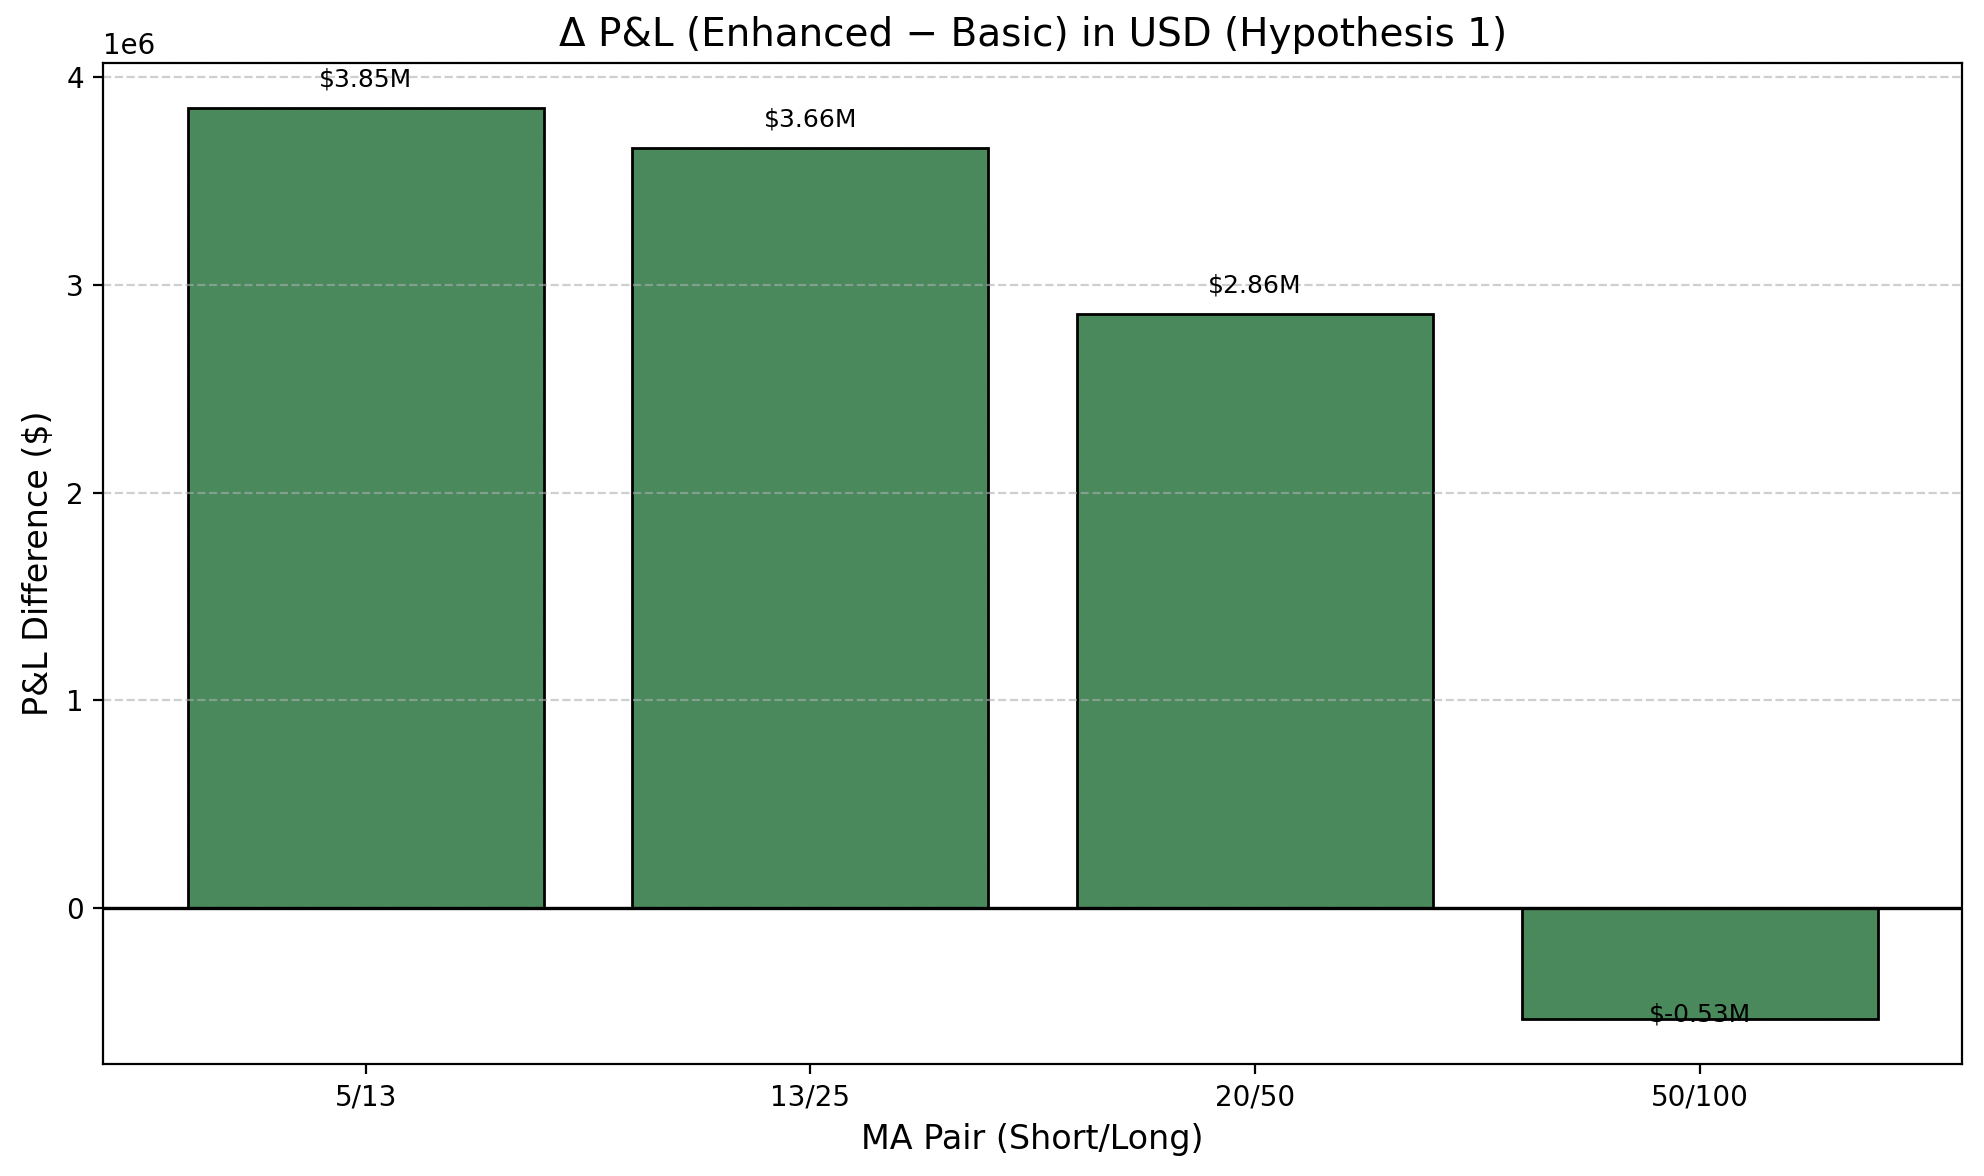 Δ P&L (Enhanced − Basic) in USD (Hypothesis 1)
1e6
4
3
2
1
0
P&L Difference ($)
$3.85M
$3.66M
$2.86M
$-0.53M
5/13
13/25
20/50
50/100
MA Pair (Short/Long)